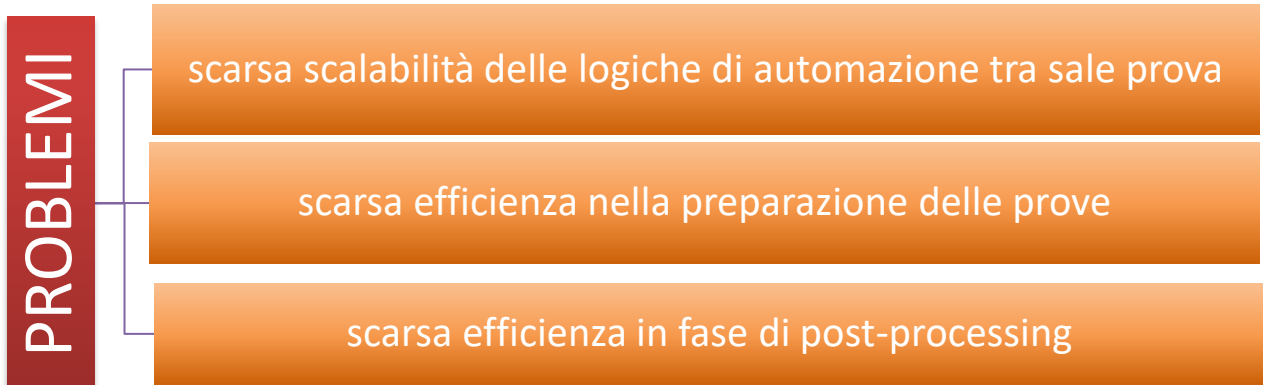 PROBLEMI
scarsa scalabilità delle logiche di automazione tra sale prova
scarsa efficienza nella preparazione delle prove
scarsa efficienza in fase di post-processing